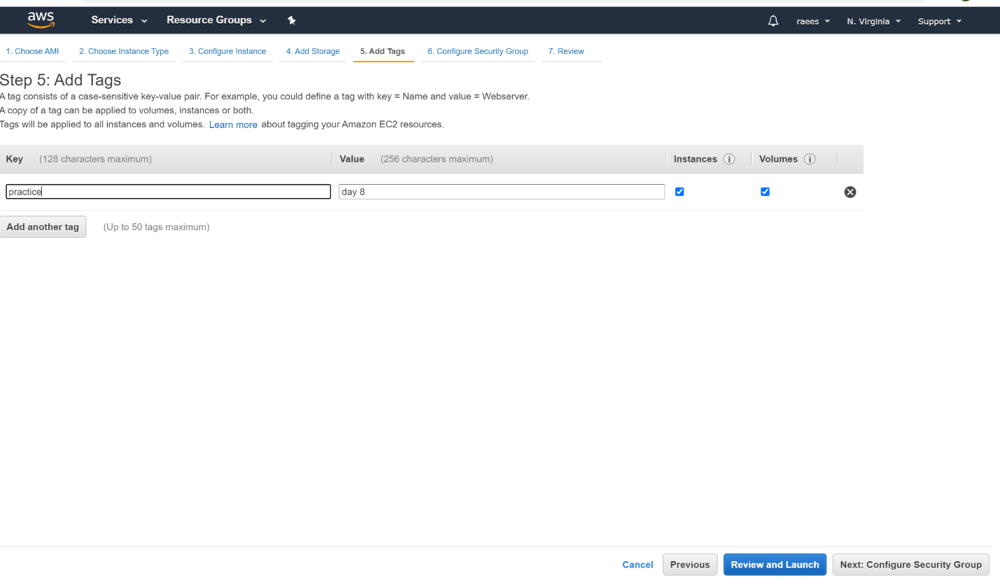 aws Services Resource Groups raees N. Virginia Support
1. Choose AMI 2. Choose Instance Type 3. Configure Instance 4. Add Storage 5. Add Tags 6. Configure Security Group 7. Review
Step 5: Add Tags
A tag consists of a case-sensitive key-value pair. For example, you could define a tag with key = Name and value = Webserver.
A copy of a tag can be applied to volumes, instances or both.
Tags will be applied to all instances and volumes. Learn more about tagging your Amazon EC2 resources.
Key (128 characters maximum) Value (256 characters maximum) Instances i Volumes i
practice day 8
Add another tag (Up to 50 tags maximum)
Cancel Previous Review and Launch Next: Configure Security Group